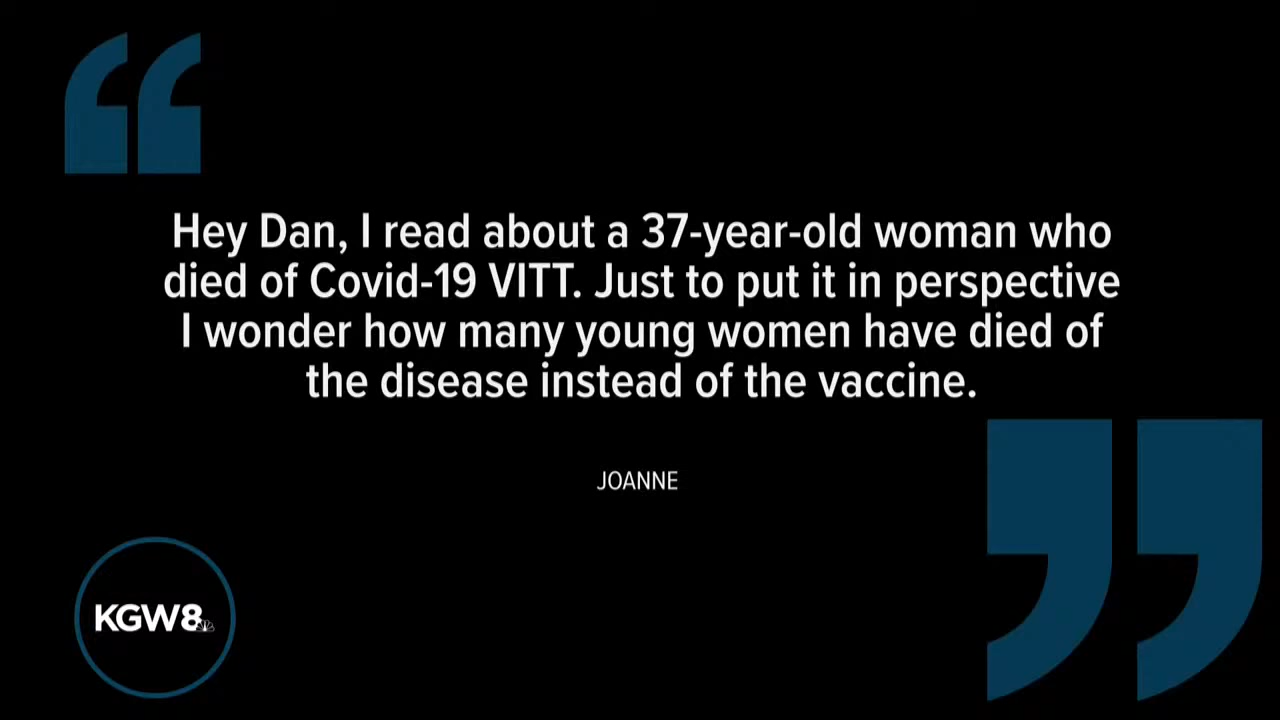 Hey Dan, I read about a 37-year-old woman who
died of Covid-19 VITT. Just to put it in perspective
I wonder how many young women have died of
the disease instead of the vaccine.
JOANNE
KGW8